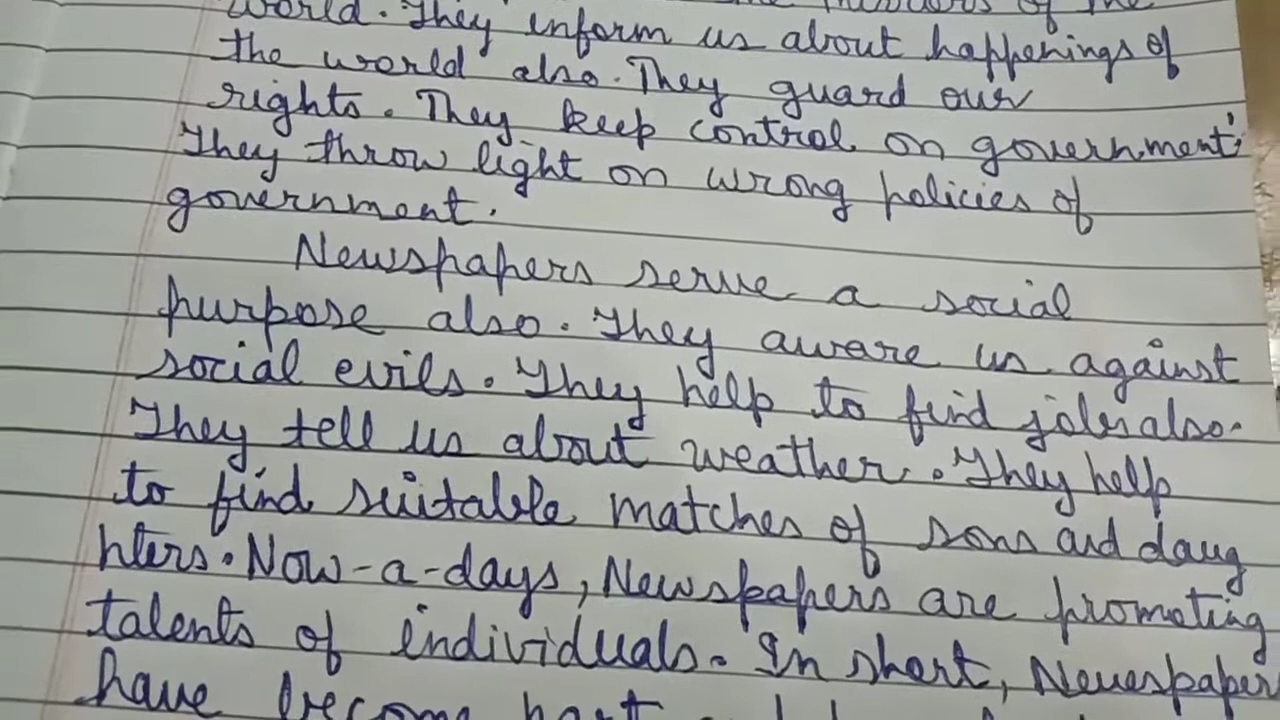 world. They inform us about happenings of
the world also. They guard our
rights. They keep control on government.
They throw light on wrong policies of
government.
Newspapers serve a social
purpose also. They aware us against
social evils. They help to find jobs also.
They tell us about weather. They help
to find suitable matches of sons and daug
hters. Now-a-days, Newspapers are promoting
talents of individuals. In short, Newspaper
have become part